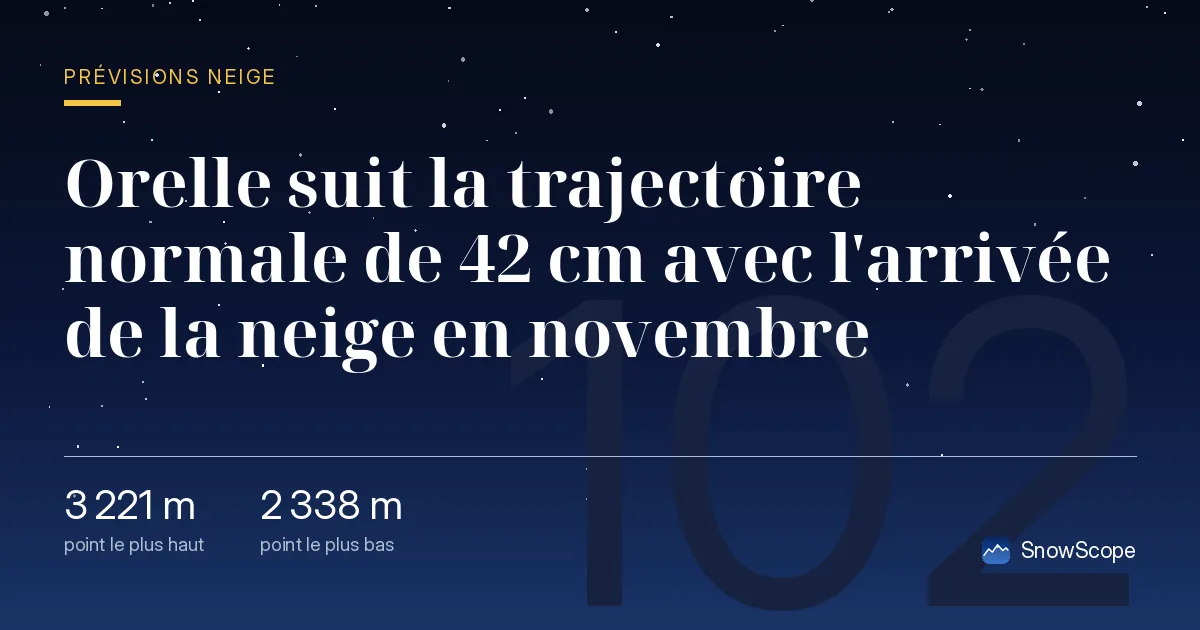 PRÉVISIONS NEIGE
Orelle suit la trajectoire
normale de 42 cm avec l'arrivée
de la neige en novembre
102
3 221 m
2 338 m
point le plus haut
point le plus bas
SnowScope